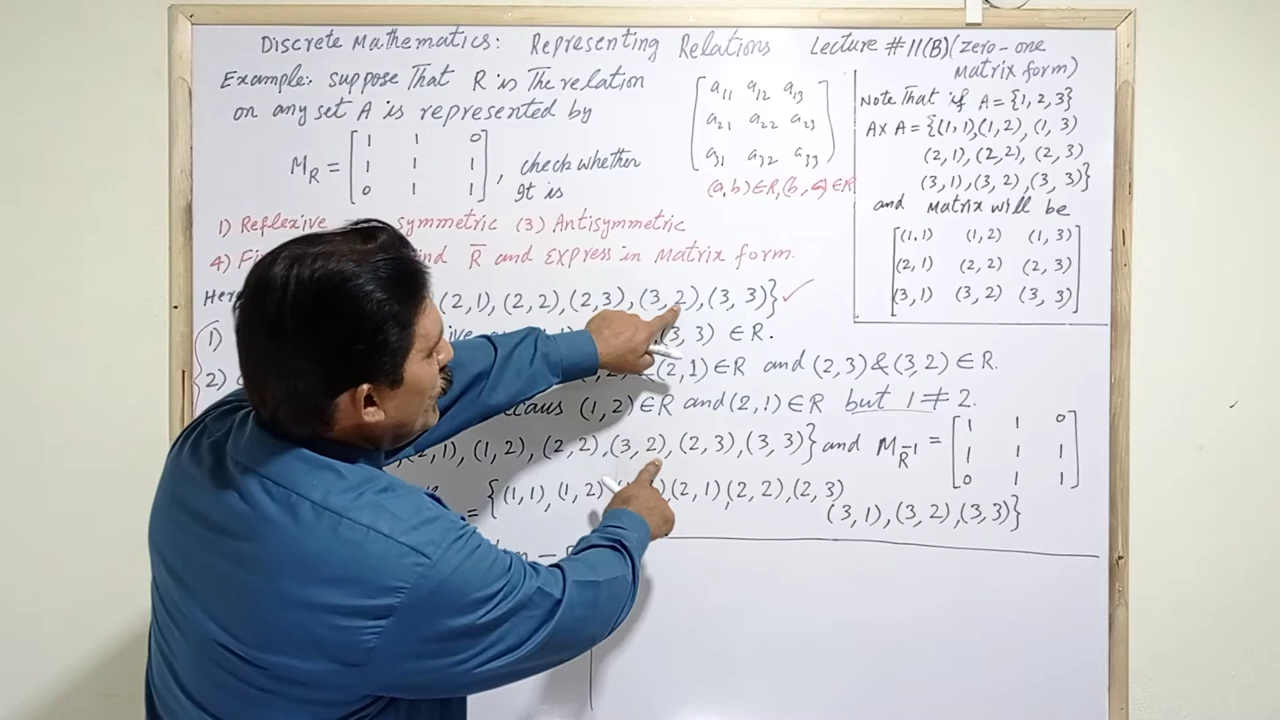 Discrete Mathematics: Representing Relations Lecture #11(B)(zero-one
Matrix form)
Example: suppose That R is The relation
on any set A is represented by
M_R = [1 1 0
1 1 1
0 1 1], check whether
It is
[a11 a12 a13
a21 a22 a23
a31 a32 a33]
(a,b)∈R,(b,a)∈R
1) Reflexive symmetric (3) Antisymmetric
4) Fi ind R̄ and Express in Matrix form.
Note That if A = {1, 2, 3}
A×A = {(1,1),(1,2), (1, 3)
(2,1), (2,2), (2,3)
(3,1),(3,2),(3,3)}
and Matrix will be
[(1,1) (1,2) (1,3)
(2,1) (2,2) (2,3)
(3,1) (3,2) (3,3)]
Her (2,1), (2,2), (2,3), (3,2), (3,3)} ✓
1) (3, 3) ∈ R.
2) &(2,1)∈R and (2,3)&(3,2)∈R.
(1,2)∈R and (2,1)∈R but 1≠2.
(2,1), (1,2), (2,2), (3,2), (2,3), (3,3)} and M_R̄⁻¹ = [1 1 0
1 1 1
0 1 1]
= {(1,1), (1,2) (2,1) (2,2), (2,3)
(3,1), (3,2), (3,3)}